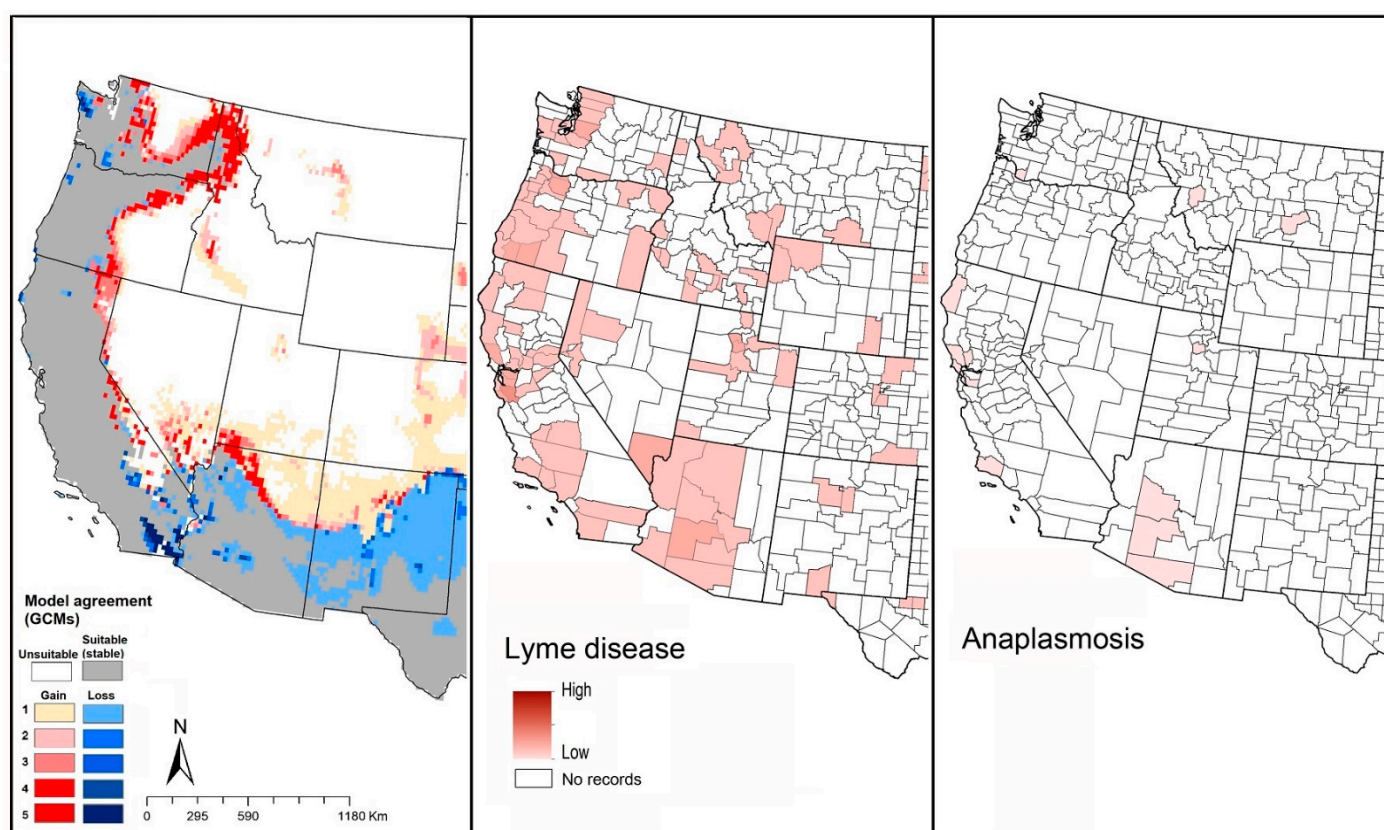 Model agreement
(GCMs)
Unsuitable
Suitable
(stable)
Gain Loss
1
2
3
4
5
N
0 295 590 1180 Km
Lyme disease
High
Low
No records
Anaplasmosis